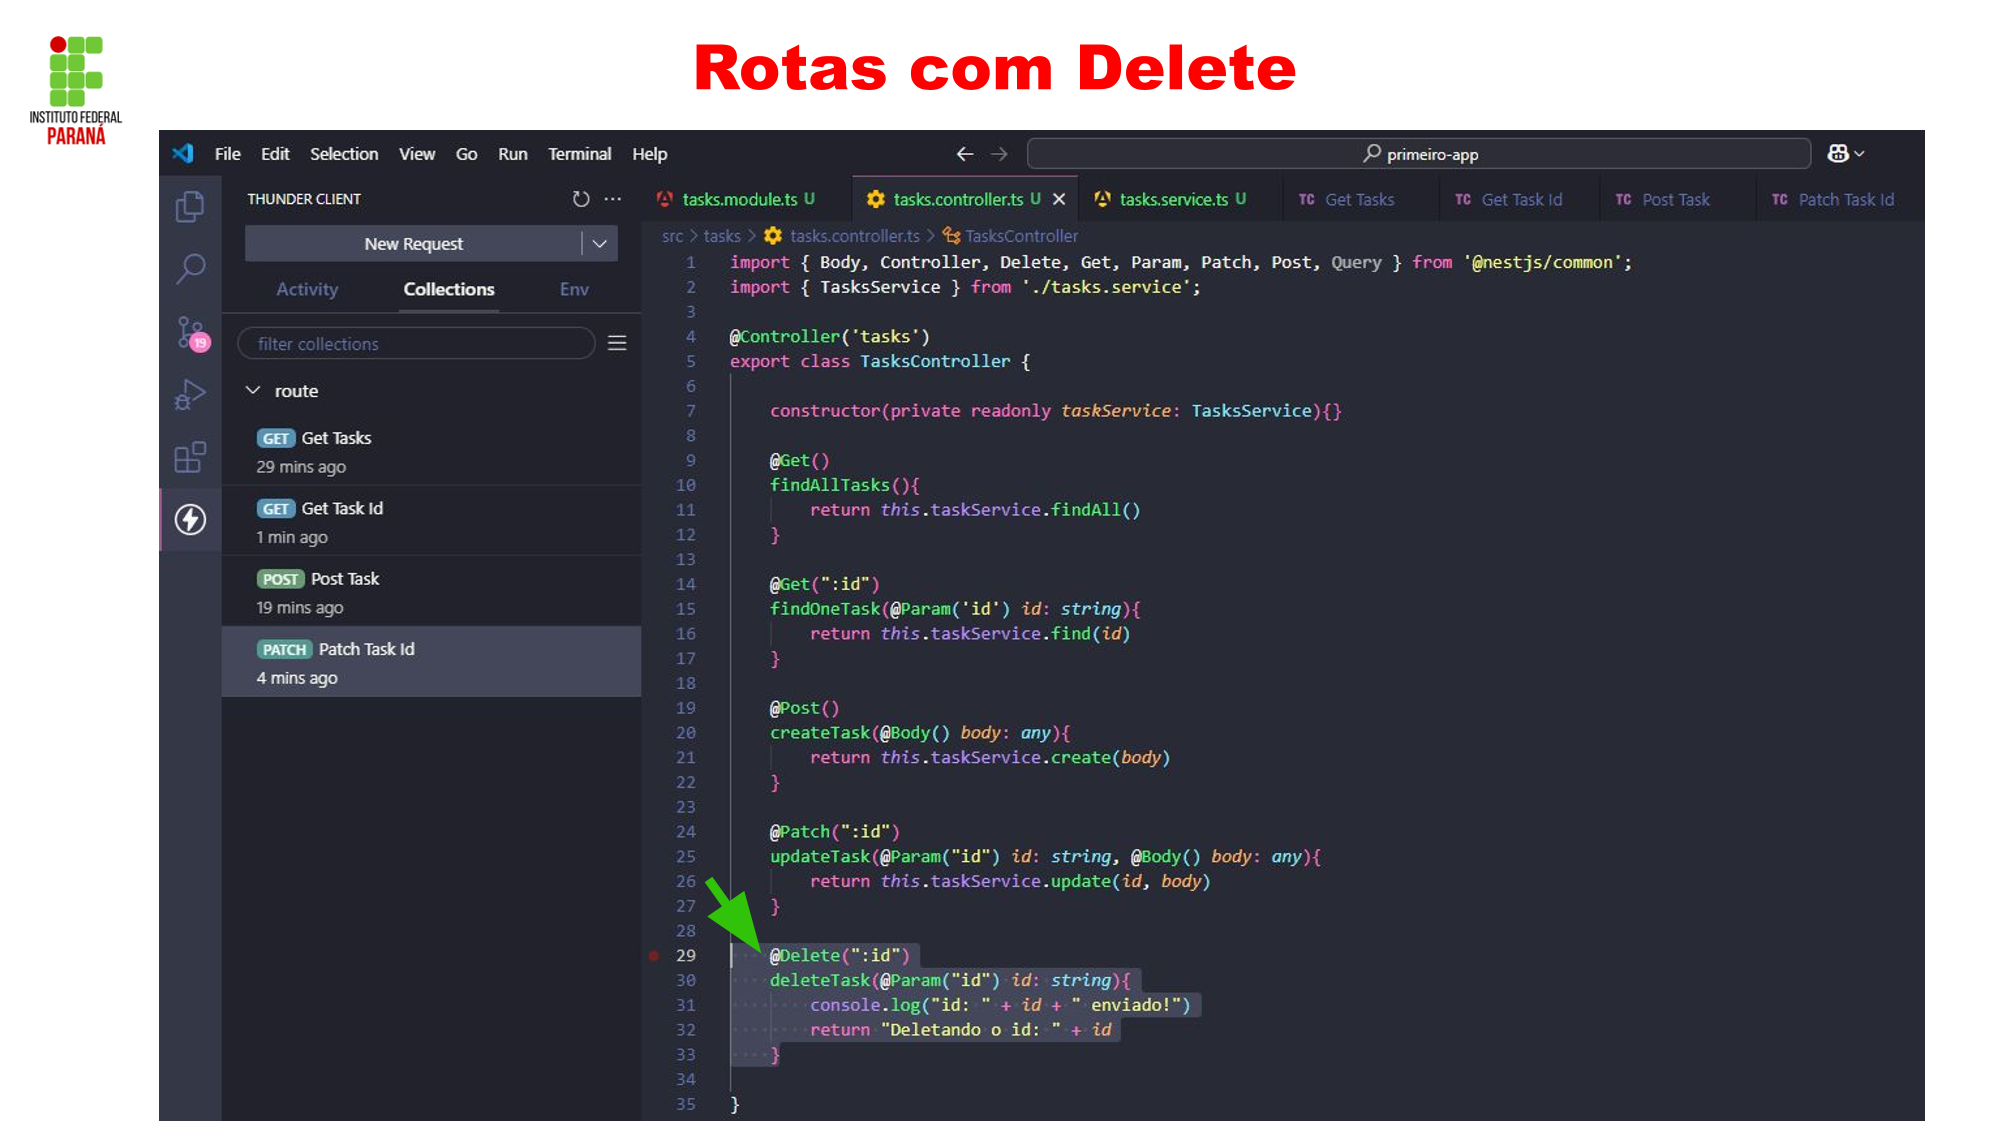 INSTITUTO FEDERAL
PARANÁ
Rotas com Delete
File Edit Selection View Go Run Terminal Help
primeiro-app
THUNDER CLIENT
New Request
Activity Collections Env
19
filter collections
route
GET Get Tasks
29 mins ago
GET Get Task Id
1 min ago
POST Post Task
19 mins ago
PATCH Patch Task Id
4 mins ago
tasks.module.ts U tasks.controller.ts U × tasks.service.ts U TC Get Tasks TC Get Task Id TC Post Task TC Patch Task Id
src > tasks > tasks.controller.ts > TasksController
1 import { Body, Controller, Delete, Get, Param, Patch, Post, Query } from '@nestjs/common';
2 import { TasksService } from './tasks.service';
3
4 @Controller('tasks')
5 export class TasksController {
6
7 constructor(private readonly taskService: TasksService){}
8
9 @Get()
10 findAllTasks(){
11 return this.taskService.findAll()
12 }
13
14 @Get(":id")
15 findOneTask(@Param('id') id: string){
16 return this.taskService.find(id)
17 }
18
19 @Post()
20 createTask(@Body() body: any){
21 return this.taskService.create(body)
22 }
23
24 @Patch(":id")
25 updateTask(@Param("id") id: string, @Body() body: any){
26 return this.taskService.update(id, body)
27 }
28
29 @Delete(":id")
30 deleteTask(@Param("id") id: string){
31 console.log("id: " + id + " enviado!")
32 return "Deletando o id: " + id
33 }
34
35 }